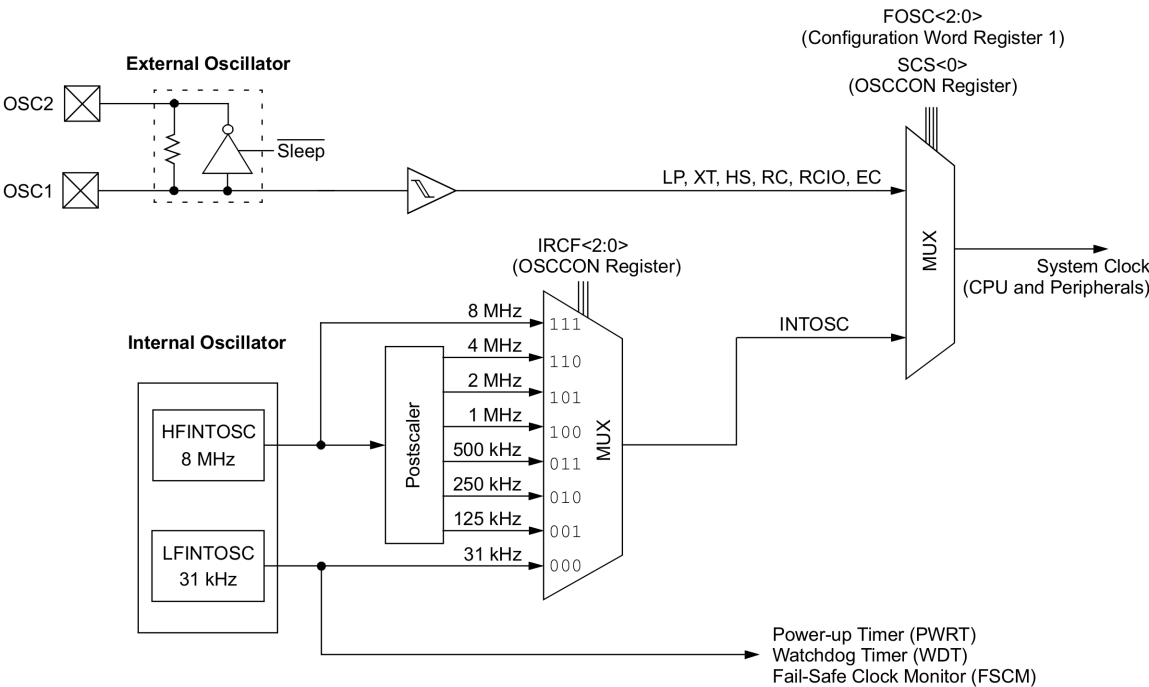 FOSC<2:0>
(Configuration Word Register 1)
SCS<0>
(OSCCON Register)
External Oscillator
OSC2
Sleep
OSC1
LP, XT, HS, RC, RCIO, EC
MUX
System Clock
(CPU and Peripherals)
IRCF<2:0>
(OSCCON Register)
INTOSC
Internal Oscillator
HFINTOSC
8 MHz
LFINTOSC
31 kHz
Postscaler
8 MHz
4 MHz
2 MHz
1 MHz
500 kHz
250 kHz
125 kHz
31 kHz
111
110
101
100
011
010
001
000
MUX
Power-up Timer (PWRT)
Watchdog Timer (WDT)
Fail-Safe Clock Monitor (FSCM)